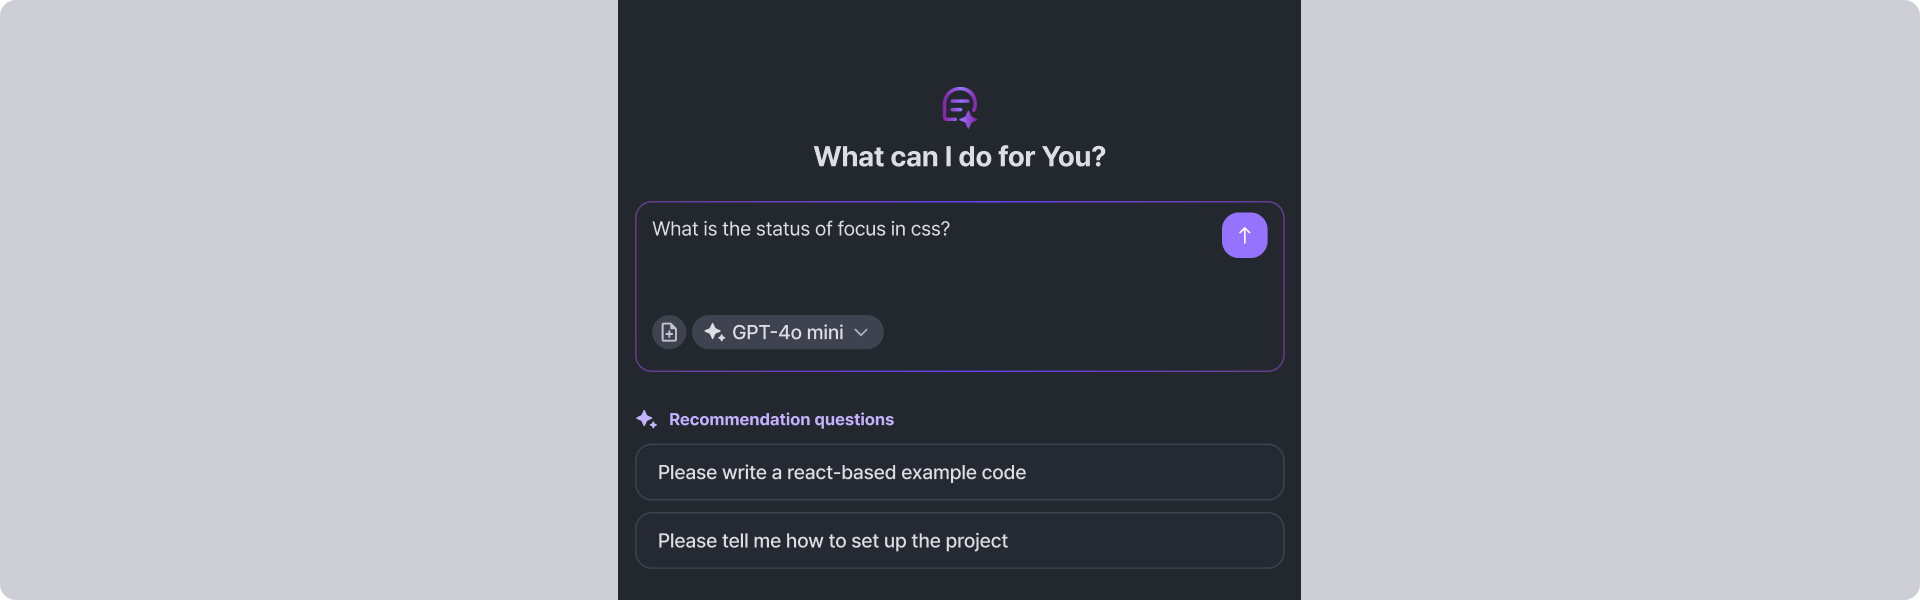 What can I do for You?
What is the status of focus in css?
GPT-4o mini
Recommendation questions
Please write a react-based example code
Please tell me how to set up the project